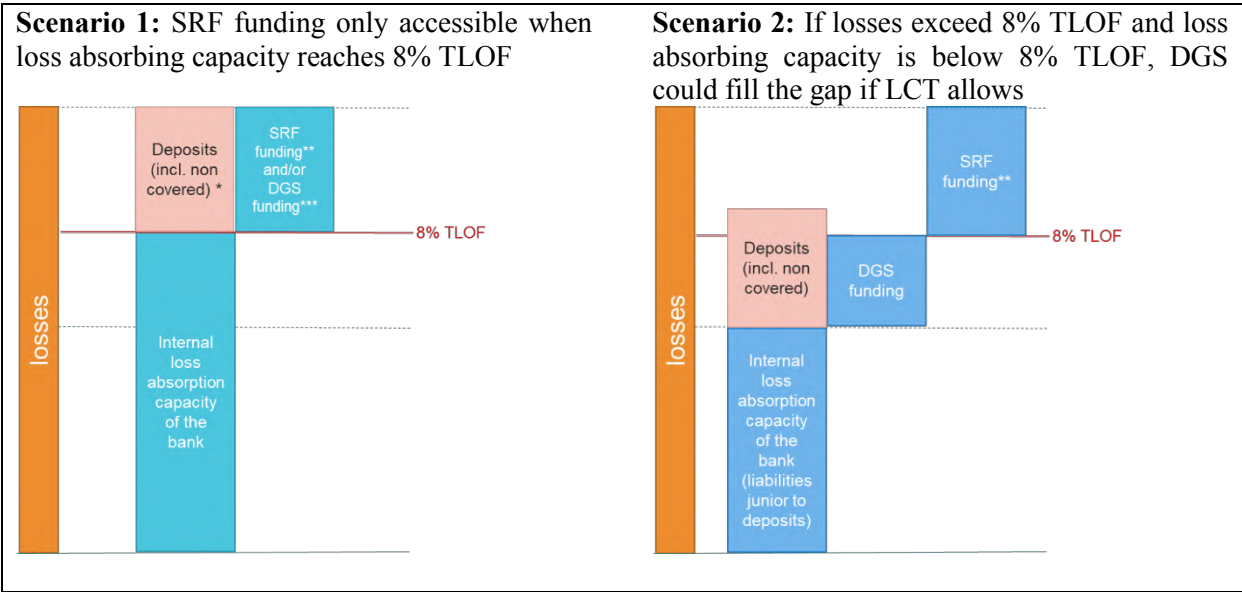 Scenario 1: SRF funding only accessible when
loss absorbing capacity reaches 8% TLOF
losses
Deposits
(incl. non
covered) *
SRF
funding**
and/or
DGS
funding***
8% TLOF
Internal
loss
absorption
capacity
of the
bank
Scenario 2: If losses exceed 8% TLOF and loss
absorbing capacity is below 8% TLOF, DGS
could fill the gap if LCT allows
losses
SRF
funding**
Deposits
(incl. non
covered)
DGS
funding
8% TLOF
Internal
loss
absorption
capacity
of the
bank
(liabilities
junior to
deposits)